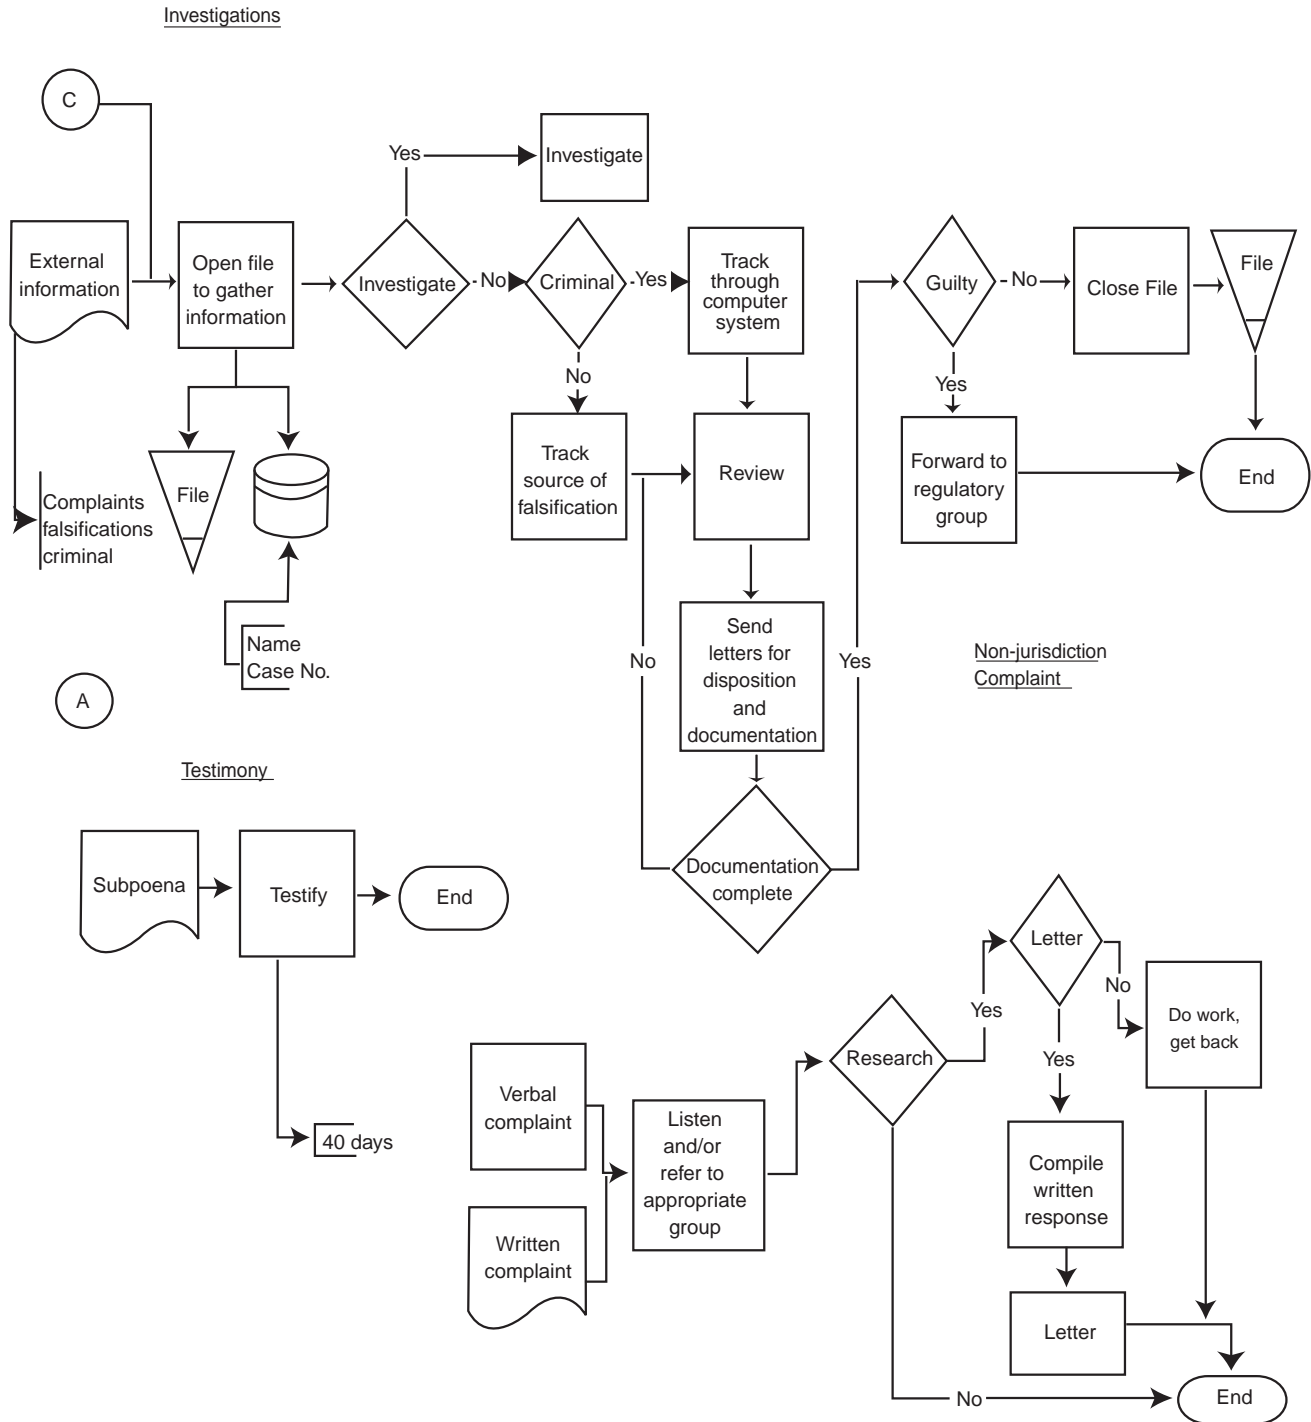 Investigations
C
External
information
Open file
to gather
information
Investigate
Yes
Investigate
No
Criminal
Yes
Track
through
computer
system
No
Track
source of
falsification
Review
Guilty
No
Close File
File
Yes
Forward to
regulatory
group
End
Complaints
falsifications
criminal
File
Name
Case No.
A
Send
letters for
disposition
and
documentation
No
Yes
Documentation
complete
Non-jurisdiction
Complaint
Testimony
Subpoena
Testify
End
40 days
Verbal
complaint
Written
complaint
Listen
and/or
refer to
appropriate
group
Research
Yes
Letter
No
Do work,
get back
Yes
Compile
written
response
Letter
No
End